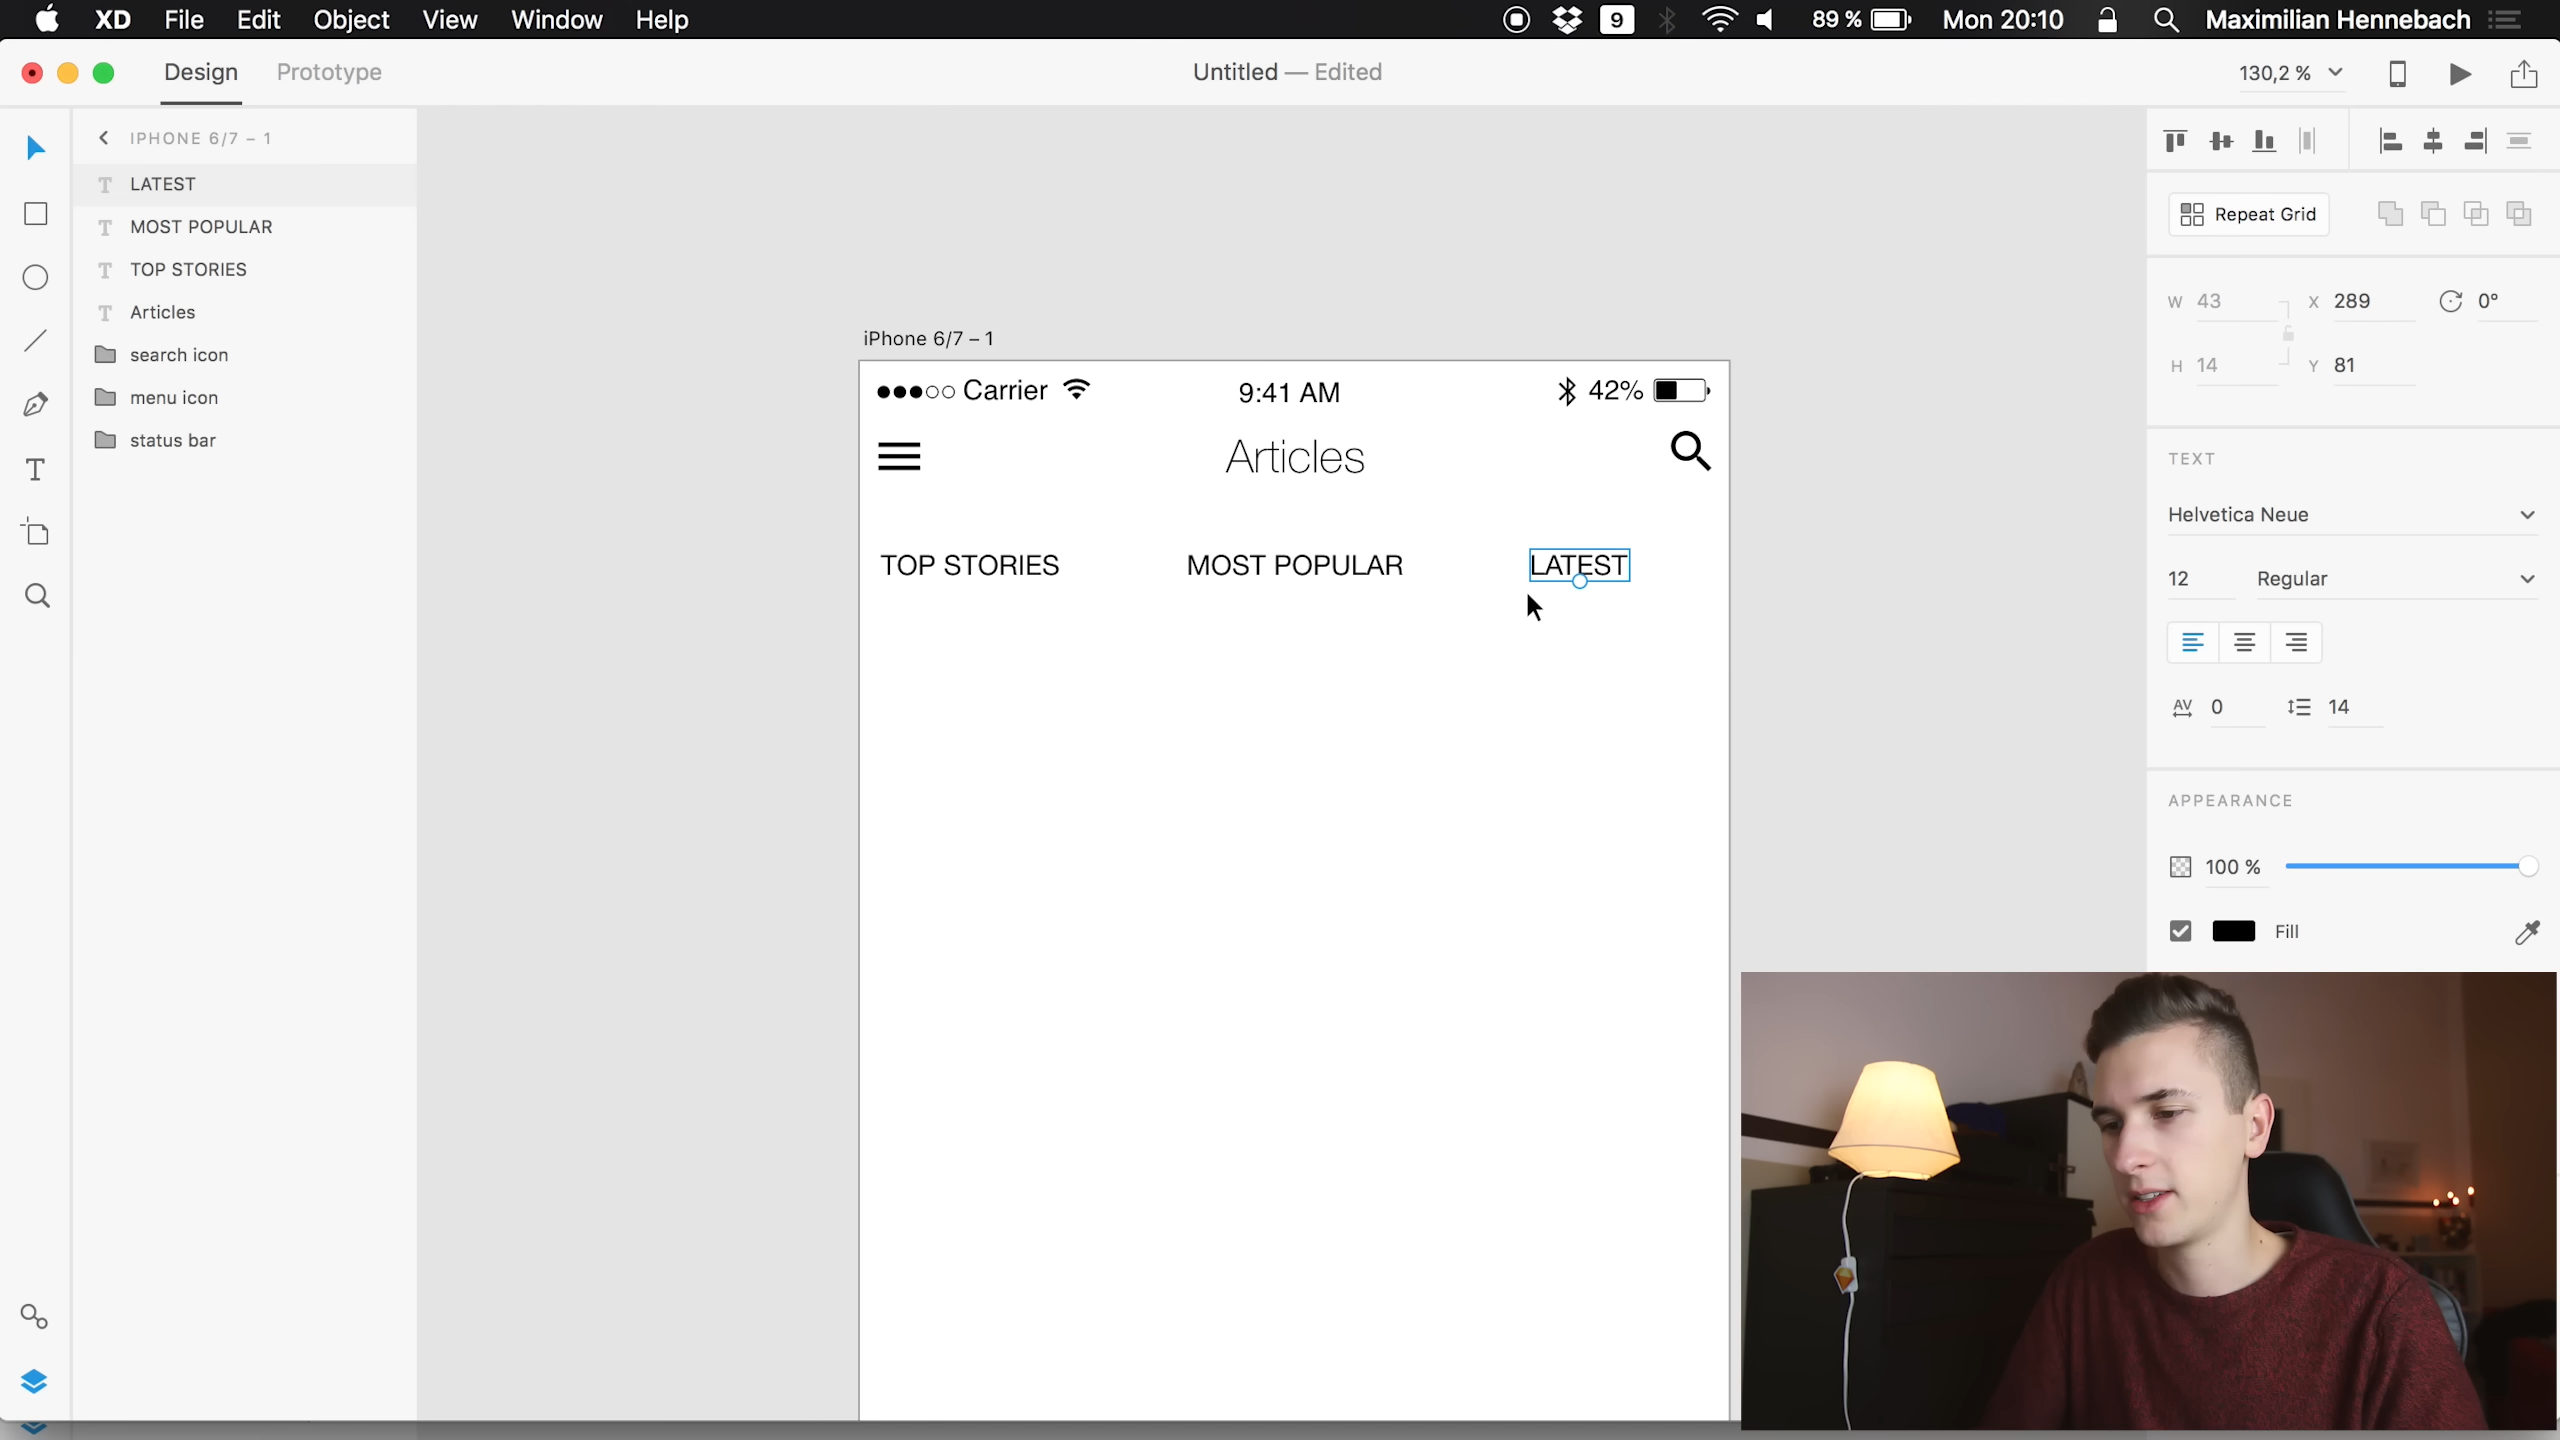 XD File Edit Object View Window Help 9 89 % Mon 20:10 Maximilian Hennebach
Design Prototype Untitled — Edited 130,2 %
IPHONE 6/7 – 1
LATEST
MOST POPULAR
TOP STORIES
Articles
search icon
menu icon
status bar
iPhone 6/7 – 1
Carrier 9:41 AM 42%
Articles
TOP STORIES MOST POPULAR LATEST
Repeat Grid
W 43 X 289 0°
H 14 Y 81
TEXT
Helvetica Neue
12 Regular
AV 0 14
APPEARANCE
100 %
Fill